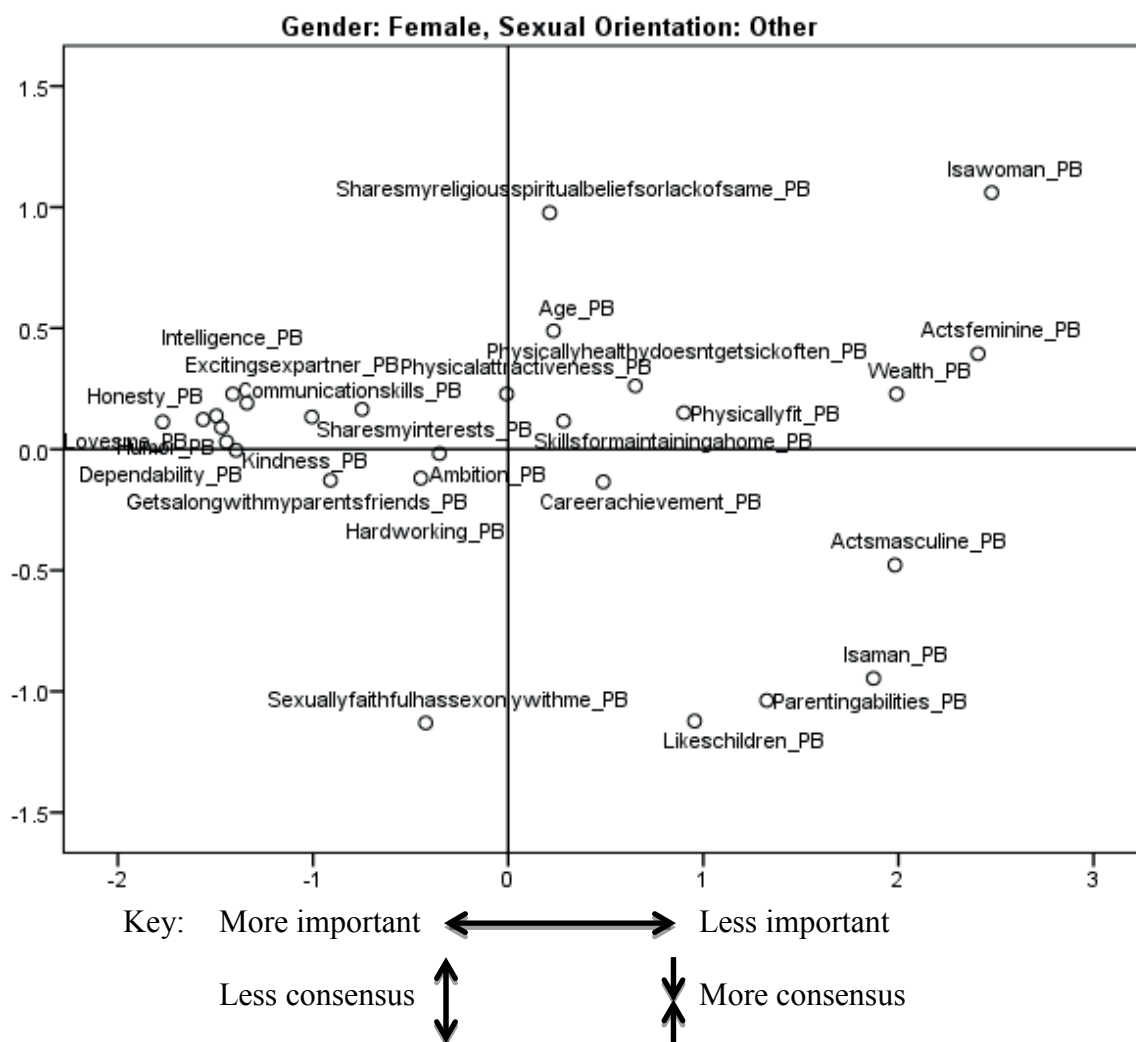 Gender: Female, Sexual Orientation: Other
1.5
Isawoman_PB
Sharesmyreligiousspiritualbeliefsorlackofsame_PB
1.0
Age_PB
0.5
Intelligence_PB
Actsfeminine_PB
Physicallyhealthydoesntgetsickoften_PB
Excitingsexpartner_PB
Physicalattractiveness_PB
Wealth_PB
Communicationskills_PB
Honesty_PB
Physicallyfit_PB
Sharesmyinterests_PB
Lovesme_PB
Humor_PB
Skillsformaintainingahome_PB
0.0
Kindness_PB
Dependability_PB
Ambition_PB
Getsalongwithmyparentsfriends_PB
Careerachievement_PB
Hardworking_PB
Actsmasculine_PB
-0.5
Isaman_PB
-1.0
Sexuallyfaithfulhassexonlywithme_PB
Parentingabilities_PB
Likeschildren_PB
-1.5
-2 -1 0 1 2 3
Key: More important Less important
Less consensus More consensus